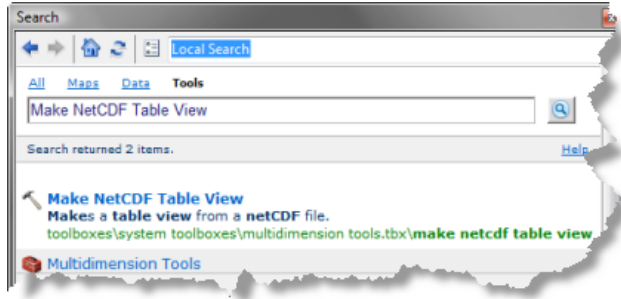 Search
Local Search
All Maps Data Tools
Make NetCDF Table View
Search returned 2 items. Help
Make NetCDF Table View
Makes a table view from a netCDF file.
toolboxes\system toolboxes\multidimension tools.tbx\make netcdf table view
Multidimension Tools